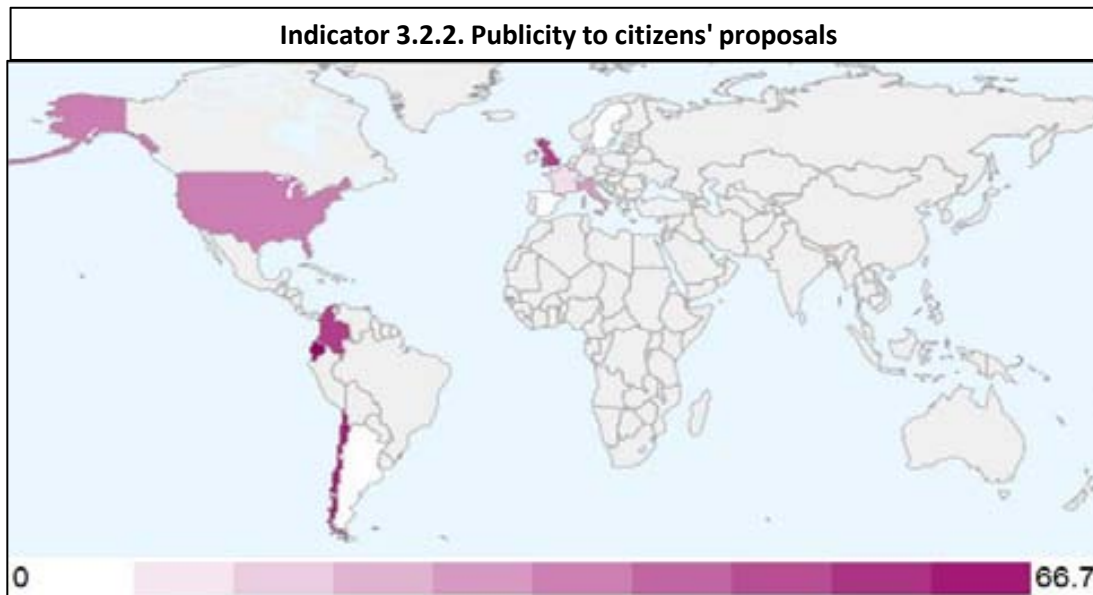 Indicator 3.2.2. Publicity to citizens' proposals
0
66.7